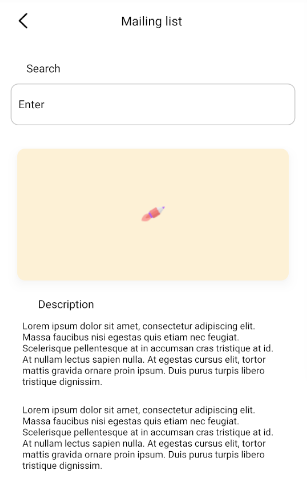 Mailing list
Search
Enter
Description
Lorem ipsum dolor sit amet, consectetur adipiscing elit.
Massa faucibus nisi egestas quis etiam nec feugiat.
Scelerisque pellentesque at in accumsan cras tristique at id.
At nullam lectus sapien nulla. At egestas cursus elit, tortor
mattis gravida ornare proin ipsum. Duis purus turpis libero
tristique dignissim.
Lorem ipsum dolor sit amet, consectetur adipiscing elit.
Massa faucibus nisi egestas quis etiam nec feugiat.
Scelerisque pellentesque at in accumsan cras tristique at id.
At nullam lectus sapien nulla. At egestas cursus elit, tortor
mattis gravida ornare proin ipsum. Duis purus turpis libero
tristique dignissim.